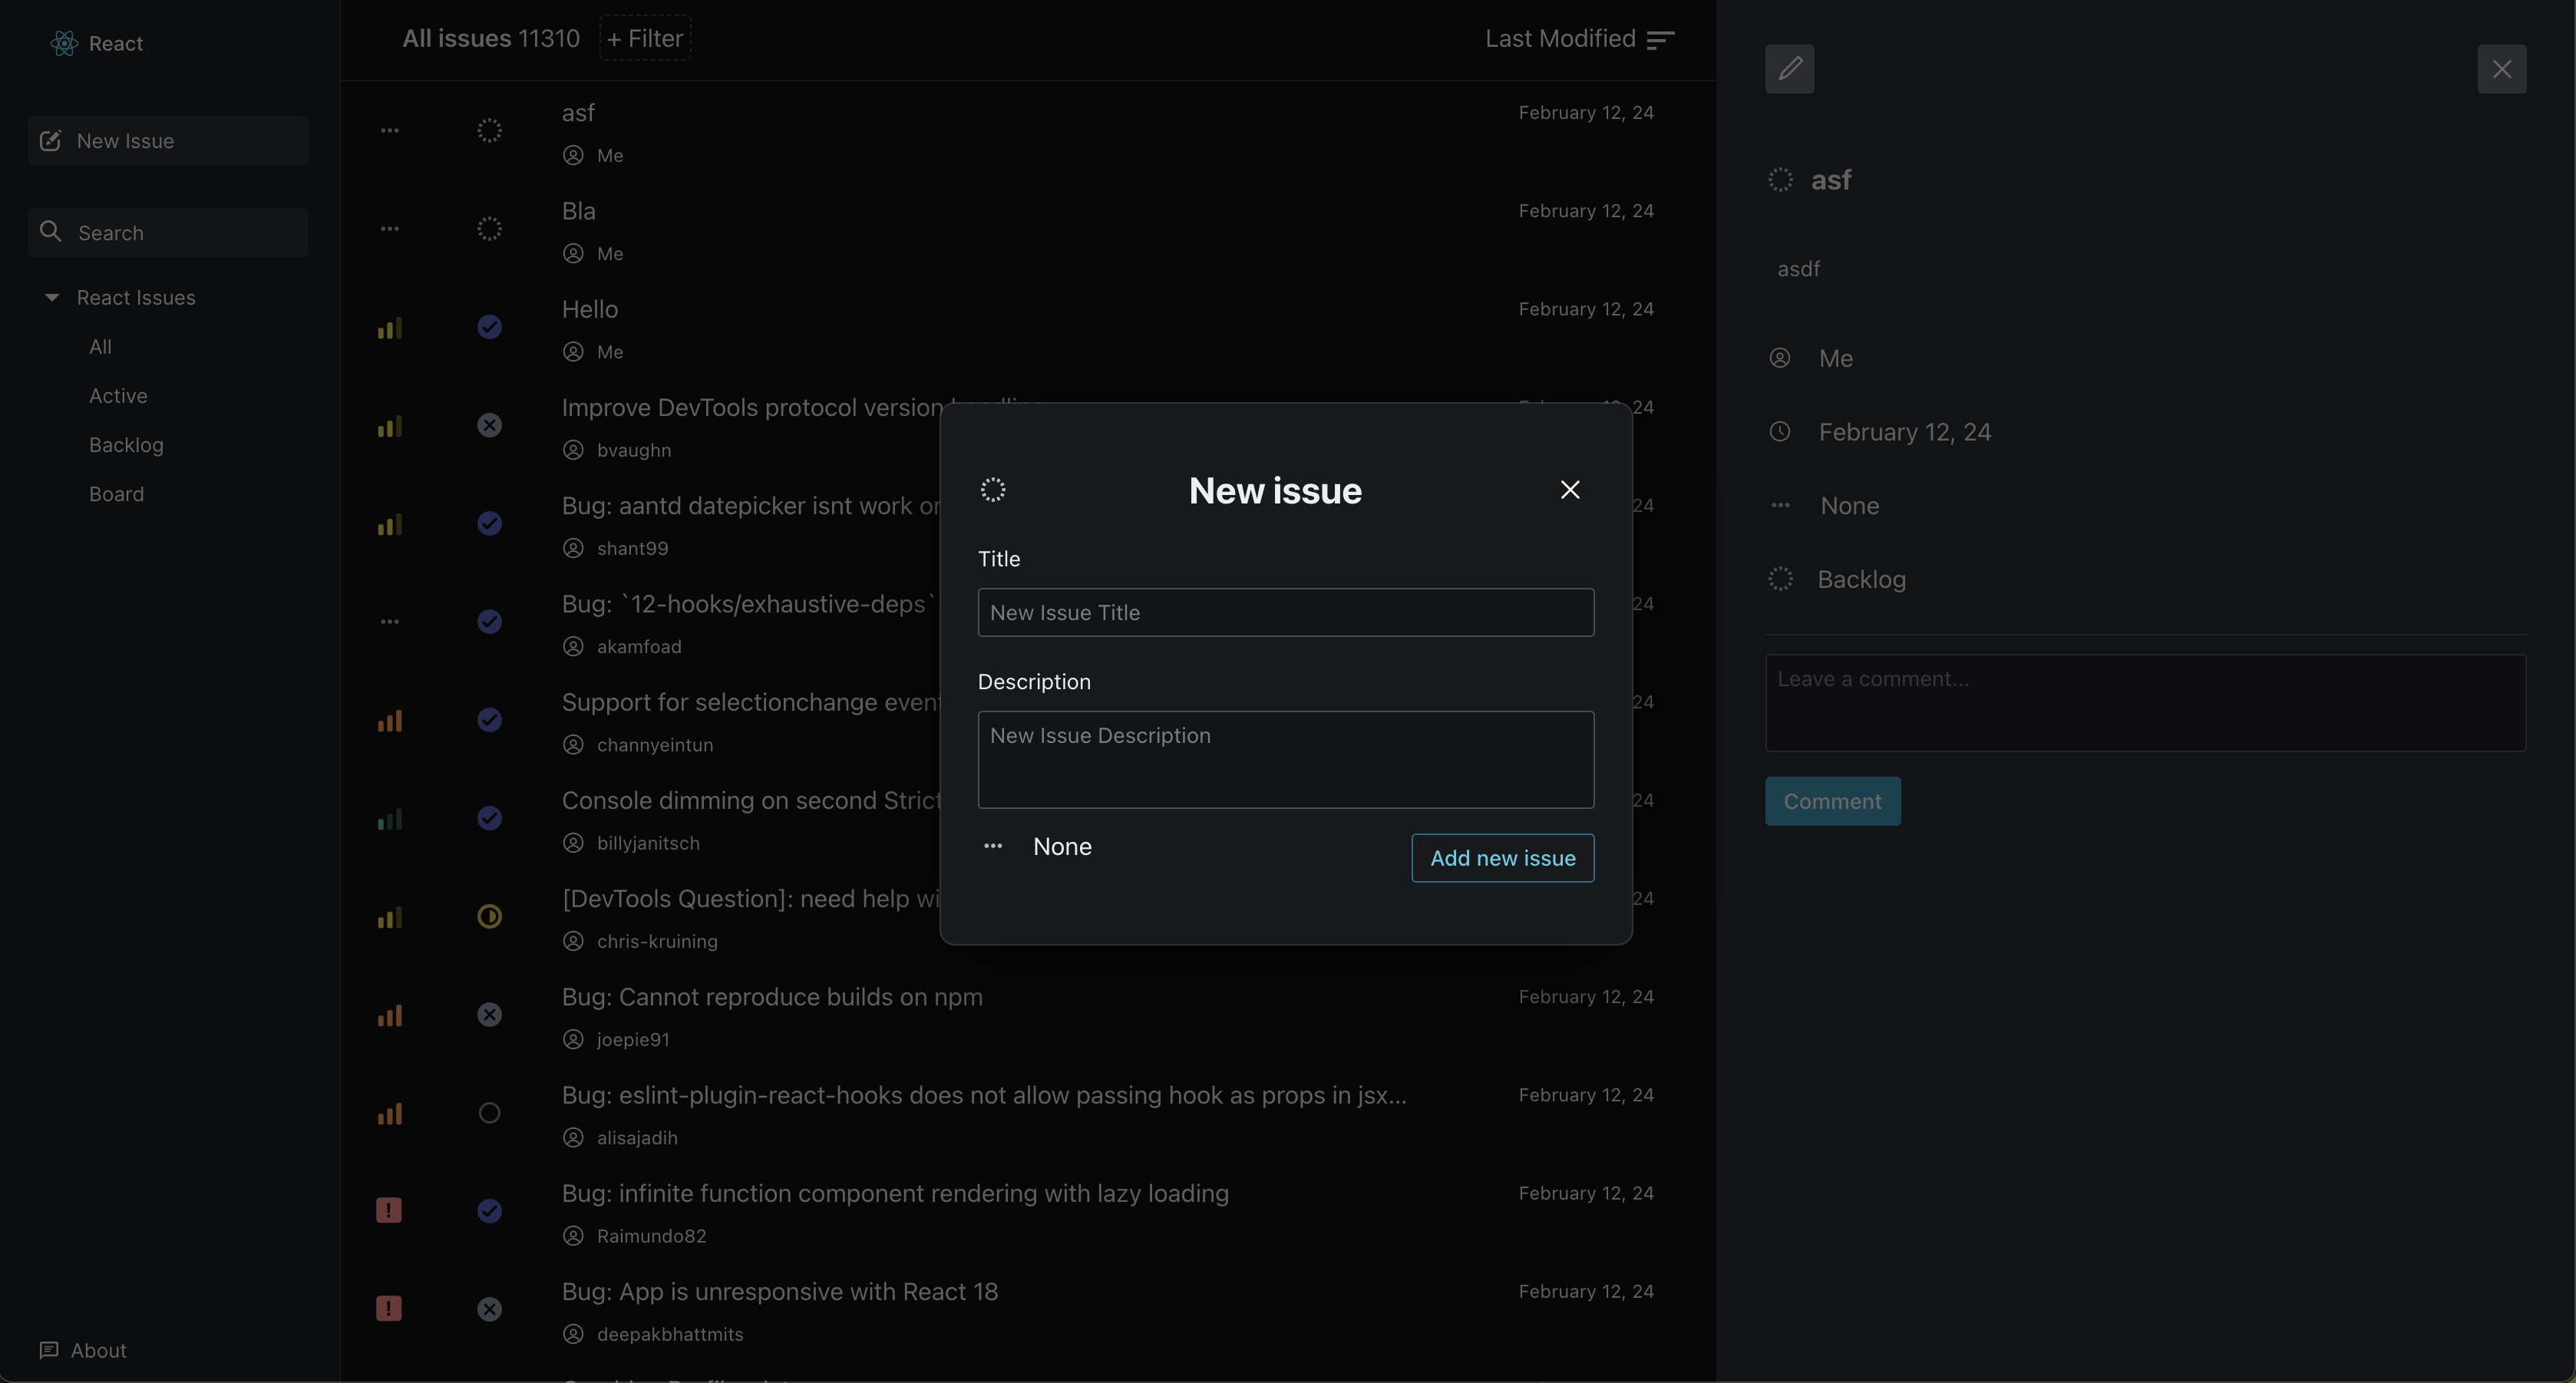 React
New Issue
Search
React Issues
All
Active
Backlog
Board
About
All issues 11310
+ Filter
Last Modified
asf
February 12, 24
Me
Bla
February 12, 24
Me
Hello
February 12, 24
Me
Improve DevTools protocol version handling
24
bvaughn
Bug: aantd datepicker isnt work or
24
shant99
Bug: `12-hooks/exhaustive-deps`
24
akamfoad
Support for selectionchange event
24
channyeintun
Console dimming on second Strict
24
billyjanitsch
[DevTools Question]: need help wi
24
chris-kruining
Bug: Cannot reproduce builds on npm
February 12, 24
joepie91
Bug: eslint-plugin-react-hooks does not allow passing hook as props in jsx...
February 12, 24
alisajadih
Bug: infinite function component rendering with lazy loading
February 12, 24
Raimundo82
Bug: App is unresponsive with React 18
February 12, 24
deepakbhattmits
New issue
Title
New Issue Title
Description
New Issue Description
None
Add new issue
asf
asdf
Me
February 12, 24
None
Backlog
Leave a comment...
Comment